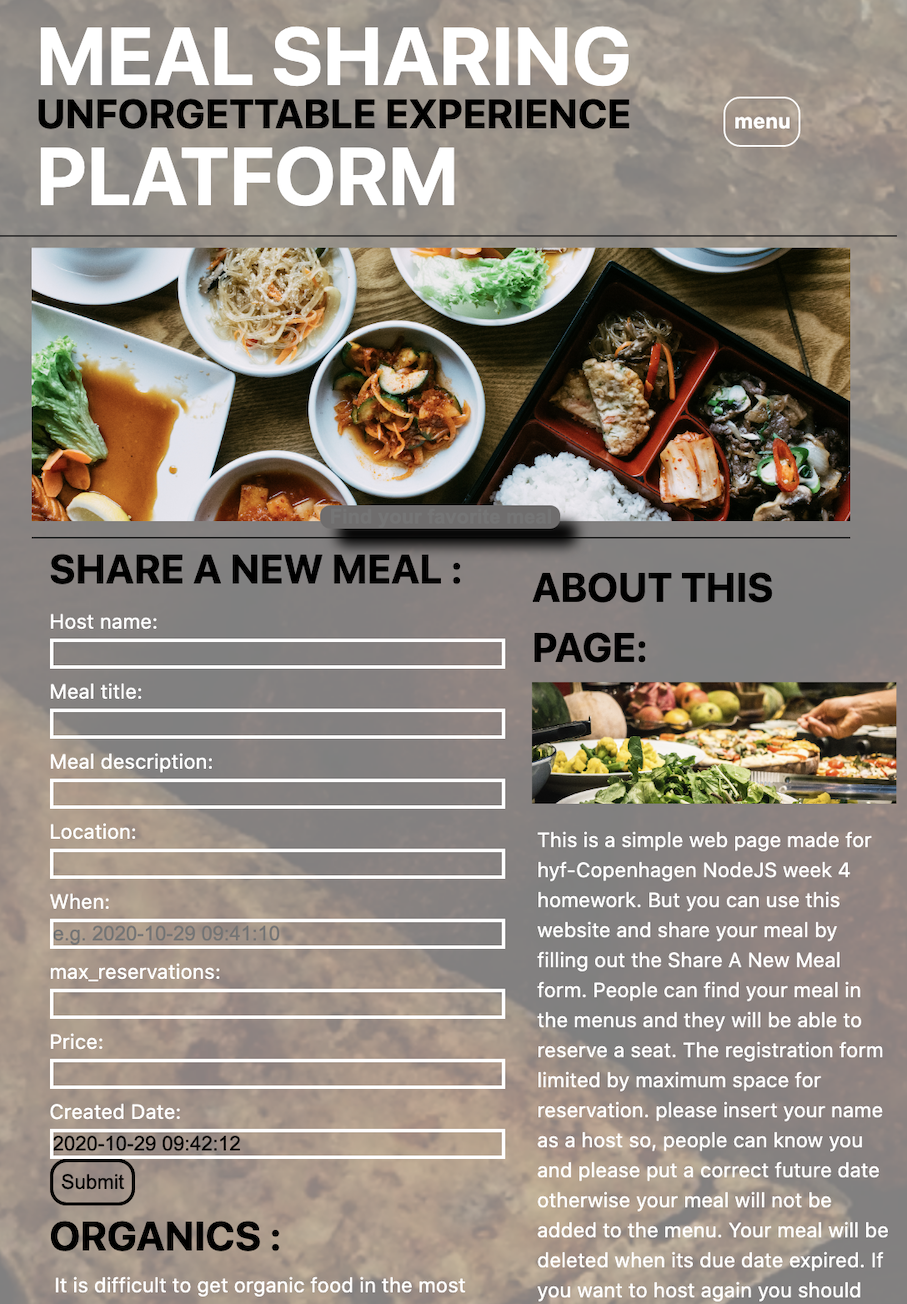 MEAL SHARING
UNFORGETTABLE EXPERIENCE
PLATFORM
menu
Find your favorite meal
SHARE A NEW MEAL :
Host name:
Meal title:
Meal description:
Location:
When:
e.g. 2020-10-29 09:41:10
max_reservations:
Price:
Created Date:
2020-10-29 09:42:12
Submit
ORGANICS :
It is difficult to get organic food in the most
ABOUT THIS
PAGE:
This is a simple web page made for
hyf-Copenhagen NodeJS week 4
homework. But you can use this
website and share your meal by
filling out the Share A New Meal
form. People can find your meal in
the menus and they will be able to
reserve a seat. The registration form
limited by maximum space for
reservation. please insert your name
as a host so, people can know you
and please put a correct future date
otherwise your meal will not be
added to the menu. Your meal will be
deleted when its due date expired. If
you want to host again you should